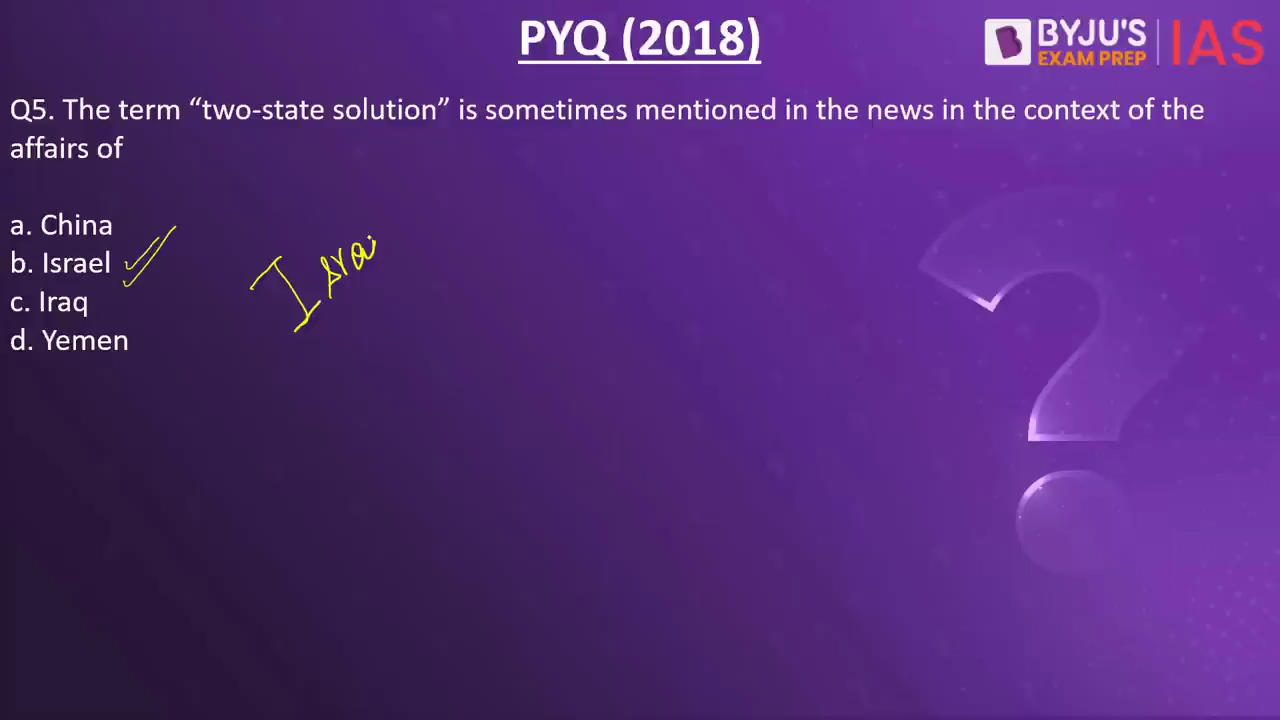 PYQ (2018)
BYJU'S IAS
EXAM PREP
Q5. The term “two-state solution” is sometimes mentioned in the news in the context of the
affairs of
a. China
b. Israel
c. Iraq
d. Yemen
Isra